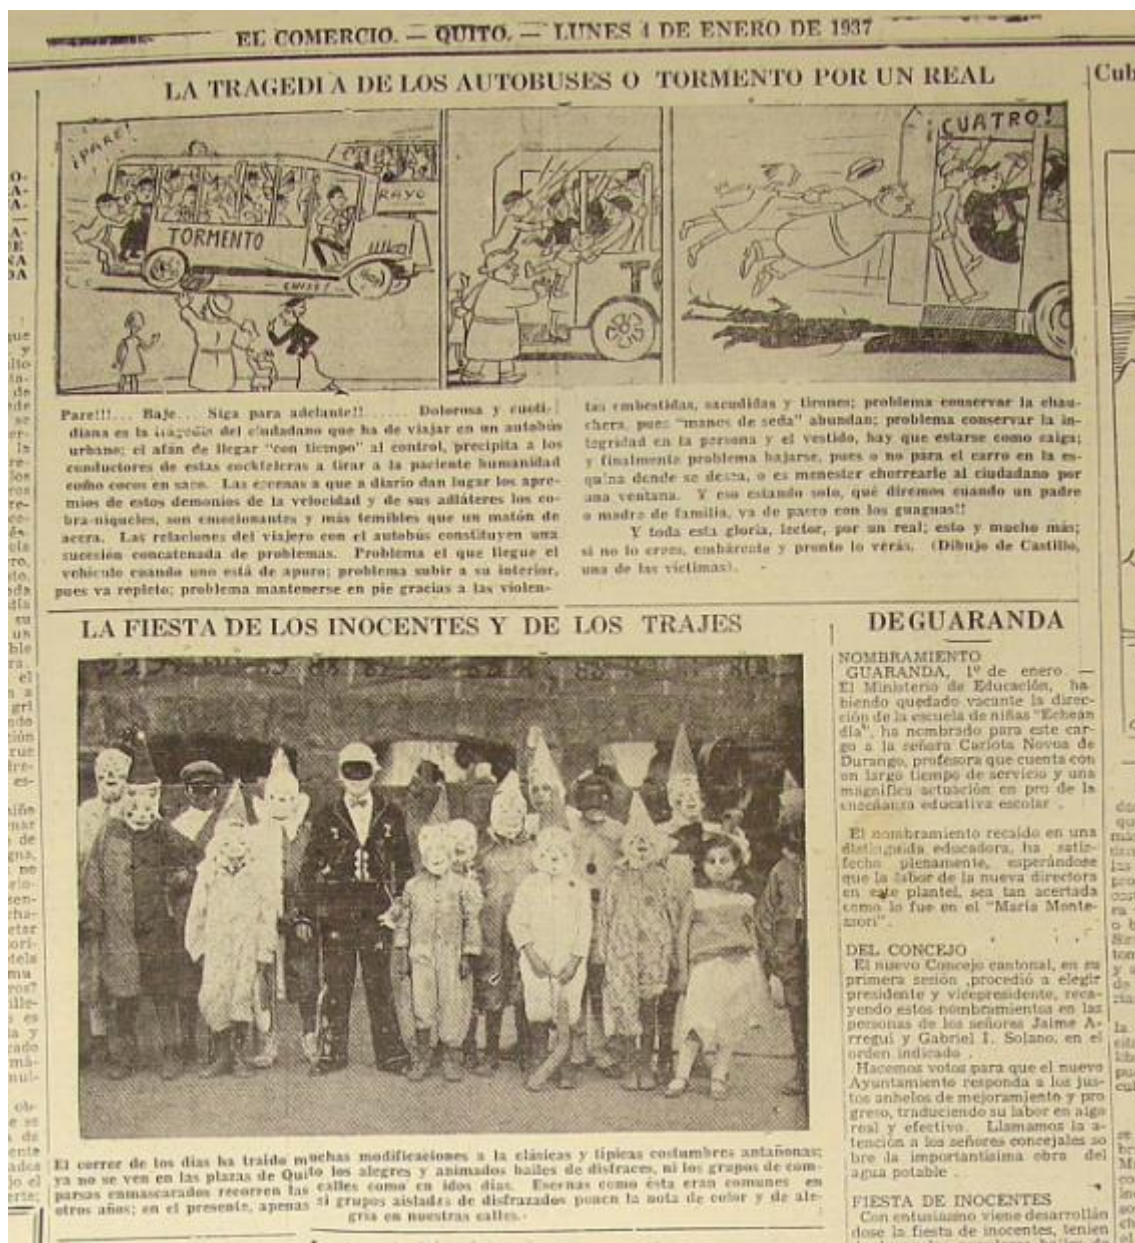 EL COMERCIO. — QUITO. — LUNES 4 DE ENERO DE 1937
LA TRAGEDIA DE LOS AUTOBUSES O TORMENTO POR UN REAL
¡PARE!
RAYO
TORMENTO
TO
¡CUATRO!
Pare!!!... Baje... Siga para adelante!! ...... Dolorosa y cuoti-
diana es la tragedia del ciudadano que ha de viajar en un autobús
urbano; el afán de llegar "con tiempo" al control, precipita a los
conductores de estas cockteleras a tirar a la paciente humanidad
como cocos en saco. Las escenas a que a diario dan lugar los apre-
mios de estos demonios de la velocidad y de sus adláteres los co-
bra-niqueles, son emocionantes y más temibles que un matón de
acera. Las relaciones del viajero con el autobús constituyen una
sucesión concatenada de problemas. Problema el que llegue el
vehículo cuando uno está de apuro; problema subir a su interior,
pues va repleto; problema mantenerse en pie gracias a las violen-
tas embestidas, sacudidas y tirones; problema conservar la chau-
chera, pues "manos de seda" abundan; problema conservar la in-
tegridad en la persona y el vestido, hay que estarse como caiga;
y finalmente problema bajarse, pues o no para el carro en la es-
quina donde se desea, o es menester chorrearle al ciudadano por
una ventana. Y eso estando solo, qué diremos cuando un padre
o madre de familia, va de paseo con los guaguas!!
Y toda esta gloria, lector, por un real; esto y mucho más;
si no lo crees, embárcate y pronto lo verás. (Dibujo de Castillo,
una de las víctimas).
LA FIESTA DE LOS INOCENTES Y DE LOS TRAJES
El correr de los días ha traído muchas modificaciones a la clásicas y típicas costumbres antañonas;
ya no se ven en las plazas de Quito los alegres y animados bailes de disfraces, ni los grupos de com-
parsas enmascarados recorren las calles como en idos días. Escenas como ésta eran comunes en
otros años; en el presente, apenas si grupos aislados de disfrazados ponen la nota de color y de ale-
gría en nuestras calles.
DE GUARANDA
NOMBRAMIENTO
GUARANDA, 1º de enero —
El Ministerio de Educación, ha-
biendo quedado vacante la direc-
ción de la escuela de niñas "Echean
día", ha nombrado para este car-
go a la señora Carlota Novoa de
Durango, profesora que cuenta con
un largo tiempo de servicio y una
magnífica actuación en pro de la
enseñanza educativa escolar .
El nombramiento recaído en una
distinguida educadora, ha satis-
fecho plenamente, esperándose
que la labor de la nueva directora
en este plantel, sea tan acertada
como lo fue en el "María Monte-
ssori".
DEL CONCEJO
El nuevo Concejo cantonal, en su
primera sesión ,procedió a elegir
presidente y vicepresidente, reca-
yendo estos nombramientos en las
personas de los señores Jaime A-
rregui y Gabriel I. Solano, en el
orden indicado .
Hacemos votos para que el nuevo
Ayuntamiento responda a los jus-
tos anhelos de mejoramiento y pro
greso, traduciendo su labor en algo
real y efectivo. Llamamos la a-
tención a los señores concejales so
bre la importantísima obra del
agua potable .
FIESTA DE INOCENTES
Con entusiasmo viene desarrollán
dose la fiesta de inocentes, tenien
Cub